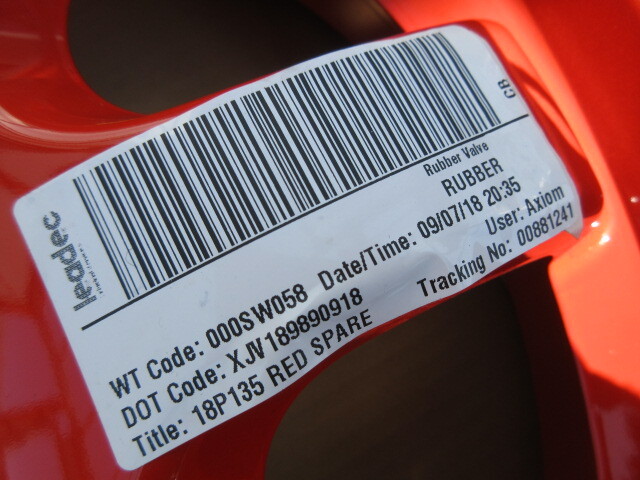 leadec
CB
Rubber Valve
RUBBER
WT Code: 000SW058 Date/Time: 09/07/18 20:35
DOT Code: XJV189890918 User: Axiom
Title: 18P135 RED SPARE Tracking No: 00881241